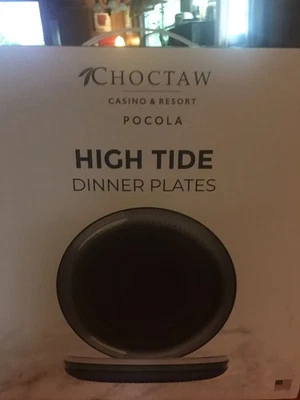 CHOCTAW
CASINO & RESORT
POCOLA
HIGH TIDE
DINNER PLATES